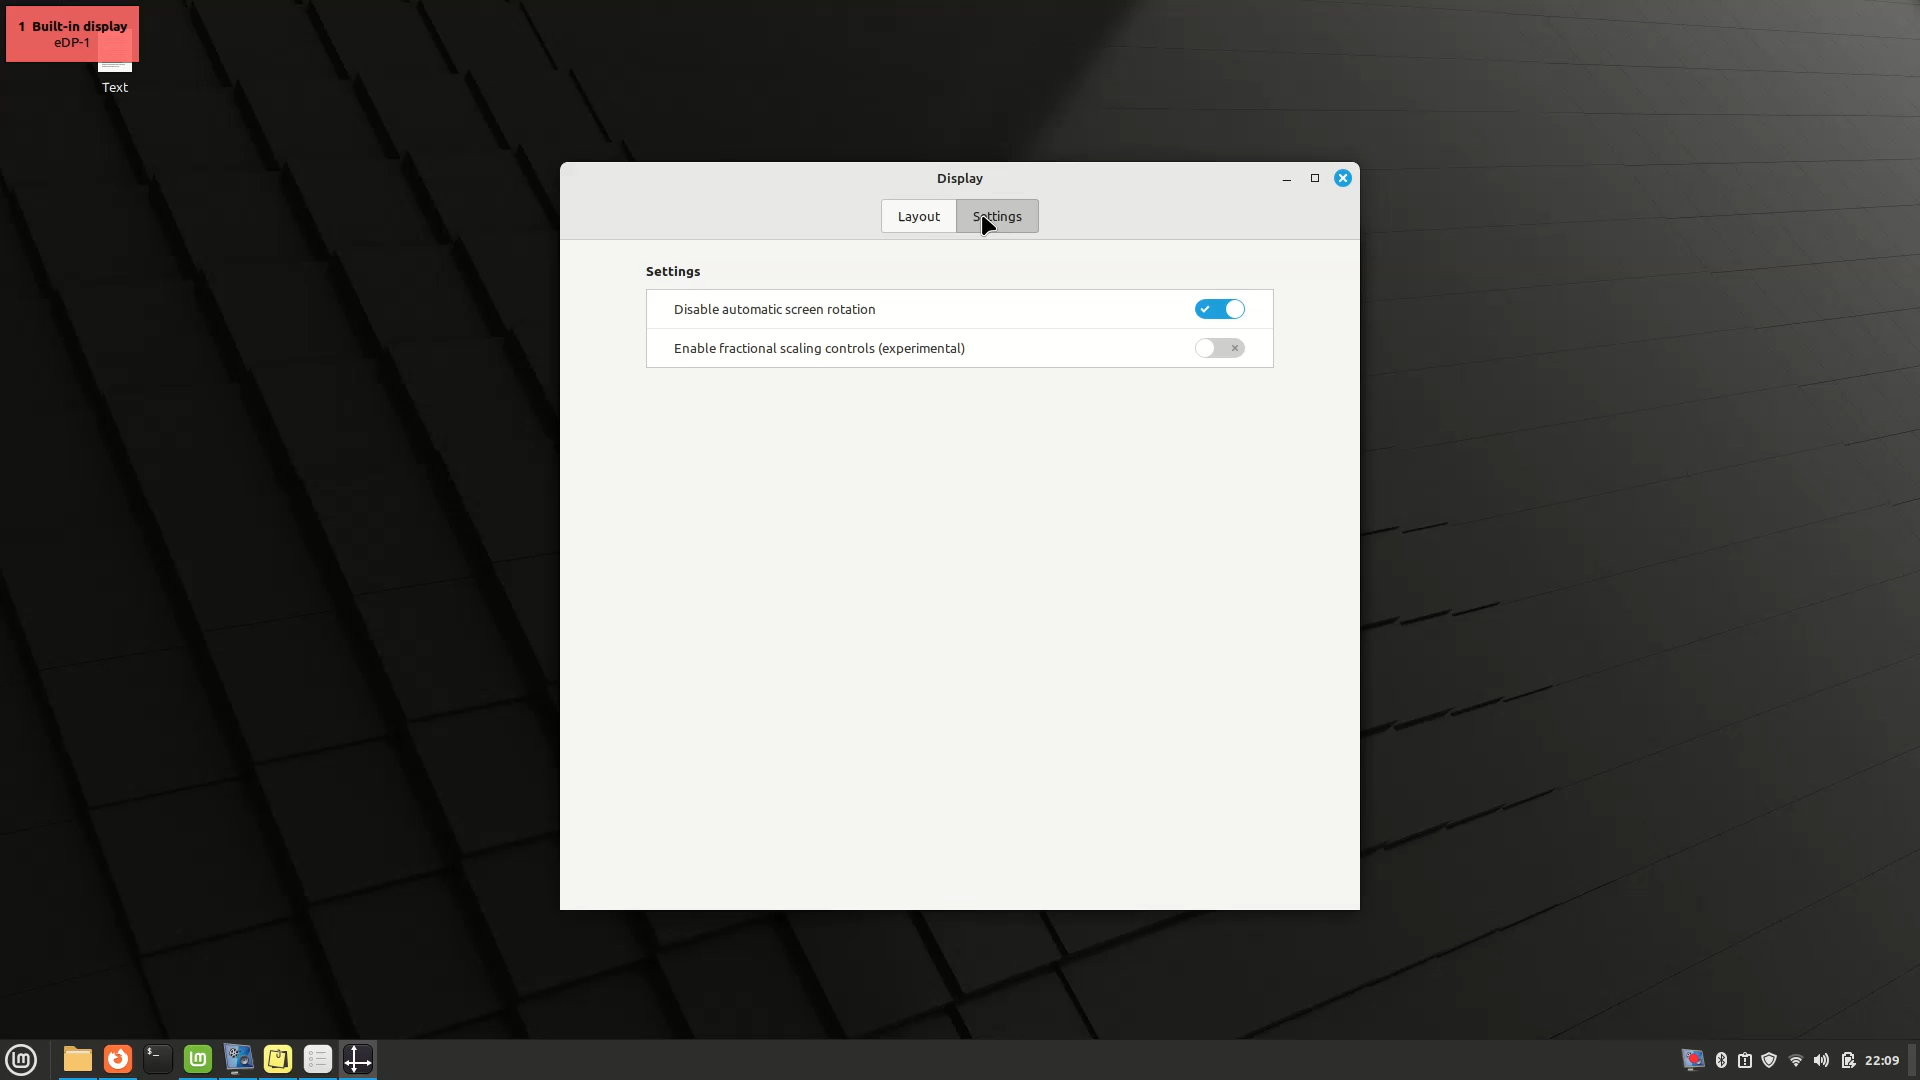 1 Built-in display
eDP-1
Text
Display
Layout
Settings
Settings
Disable automatic screen rotation
Enable fractional scaling controls (experimental)
22:09